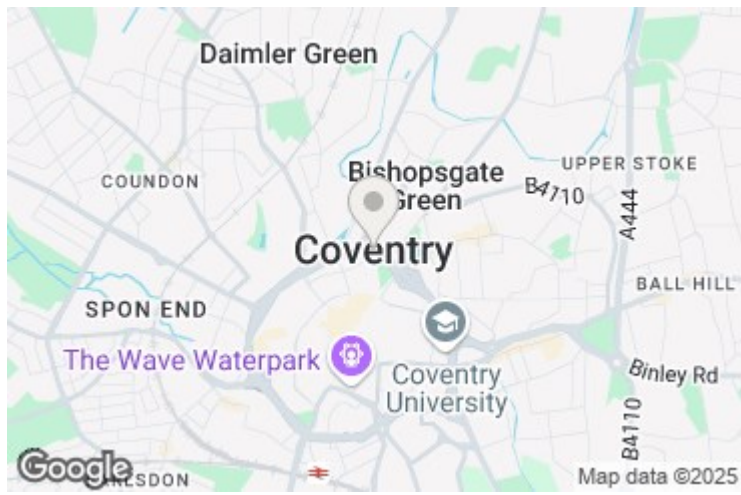 Daimler Green
COUNDON
Bishopsgate
Green
UPPER STOKE
B4110
A444
Coventry
BALL HILL
SPON END
The Wave Waterpark
Coventry
University
Binley Rd
B4110
Google
Map data ©2025